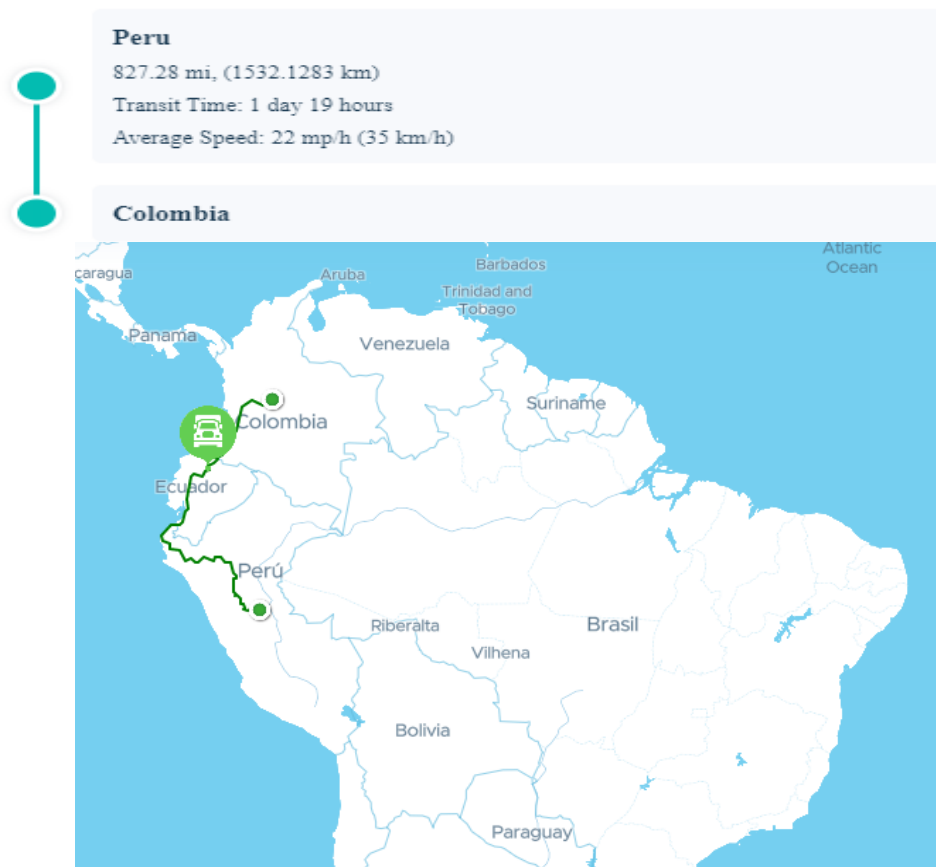 Peru
827.28 mi, (1532.1283 km)
Transit Time: 1 day 19 hours
Average Speed: 22 mp/h (35 km/h)
Colombia
Atlantic
Ocean
caragua
Aruba
Barbados
Trinidad and
Tobago
Panama
Venezuela
Suriname
Colombia
Ecuador
Perú
Riberalta
Brasil
Vilhena
Bolivia
Paraguay